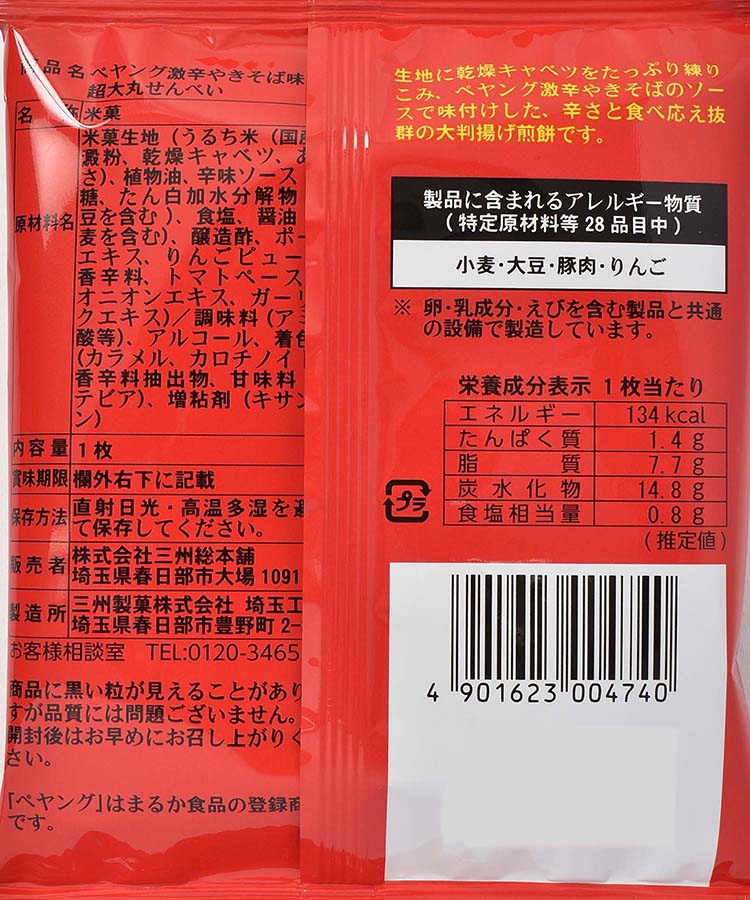 商品名 ペヤング激辛やきそば味
超大丸せんべい
名称 米菓
原材料名 米菓生地(うるち米(国産
澱粉、乾燥キャベツ、あ
さ)、植物油、辛味ソース
糖、たん白加水分解物
豆を含む)、食塩、醤油
麦を含む)、醸造酢、ポー
エキス、りんごピュー
香辛料、トマトペース
オニオンエキス、ガーリ
クエキス)/調味料(アミ
酸等)、アルコール、着色
(カラメル、カロチノイド
香辛料抽出物、甘味料
テビア)、増粘剤(キサン
ン)
内容量 1枚
賞味期限 欄外右下に記載
保存方法 直射日光・高温多湿を避
て保存してください。
販売者 株式会社三州総本舗
埼玉県春日部市大場1091
製造所 三州製菓株式会社 埼玉工
埼玉県春日部市豊野町2-
お客様相談室 TEL:0120-3465
商品に黒い粒が見えることがあり
すが品質には問題ございません。
開封後はお早めにお召し上がりく
さい。
「ペヤング」はまるか食品の登録商
です。
生地に乾燥キャベツをたっぷり練り
こみ、ペヤング激辛やきそばのソー
スで味付けした、辛さと食べ応え抜
群の大判揚げ煎餅です。
製品に含まれるアレルギー物質
(特定原材料等28品目中)
小麦・大豆・豚肉・りんご
※ 卵・乳成分・えびを含む製品と共通
の設備で製造しています。
栄養成分表示 1枚当たり
エネルギー 134kcal
たんぱく質 1.4g
脂質 7.7g
炭水化物 14.8g
食塩相当量 0.8g
(推定値)
プラ
4 901623 004740